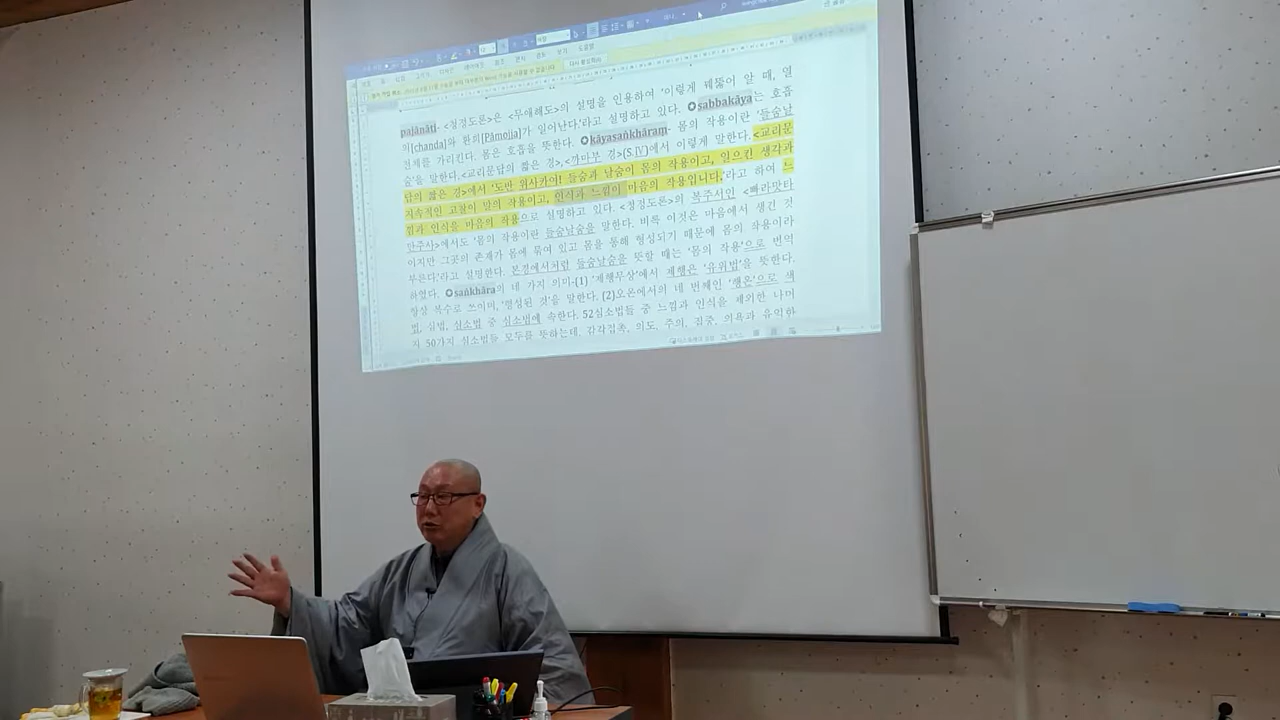 pajānāti- <청정도론>은 <무애해도>의 설명을 인용하여 '이렇게 꿰뚫어 알 때, 열
의[chanda]와 환희[Pāmojja]가 일어난다.'라고 설명하고 있다. ✪sabbakāya는 호흡
전체를 가리킨다. 몸은 호흡을 뜻한다. ✪kāyasaṅkhāraṃ- 몸의 작용이란 '들숨날
숨'을 말한다.<교리문답의 짧은 경>,<까마부 경>(S.IV)에서 이렇게 말한다. <교리문
답의 짧은 경>에서 '도반 위사카여! 들숨과 날숨이 몸의 작용이고, 일으킨 생각과
지속적인 고찰이 말의 작용이고, 인식과 느낌이 마음의 작용입니다.'라고 하여 느
낌과 인식을 마음의 작용으로 설명하고 있다. <청정도론>의 복주서인 <빠라맛타
만주사>에서도 '몸의 작용이란 들숨날숨을 말한다. 비록 이것은 마음에서 생긴 것
이지만 그곳의 존재가 몸에 묶여 있고 몸을 통해 형성되기 때문에 몸의 작용이라
부른다.'라고 설명한다. 본경에서처럼 들숨날숨을 뜻할 때는 '몸의 작용'으로 번역
하였다. ✪saṅkhāra의 네 가지 의미-(1) '제행무상'에서 제행은 '유위법'을 뜻한다.
항상 복수로 쓰이며, '형성된 것'을 말한다. (2)오온에서의 네 번째인 '행온'으로 색
법, 심법, 심소법 중 심소법에 속한다. 52심소법들 중 느낌과 인식을 제외한 나머
지 50가지 심소법들 모두를 뜻하는데, 감각접촉, 의도, 주의, 집중, 의욕과 유익한